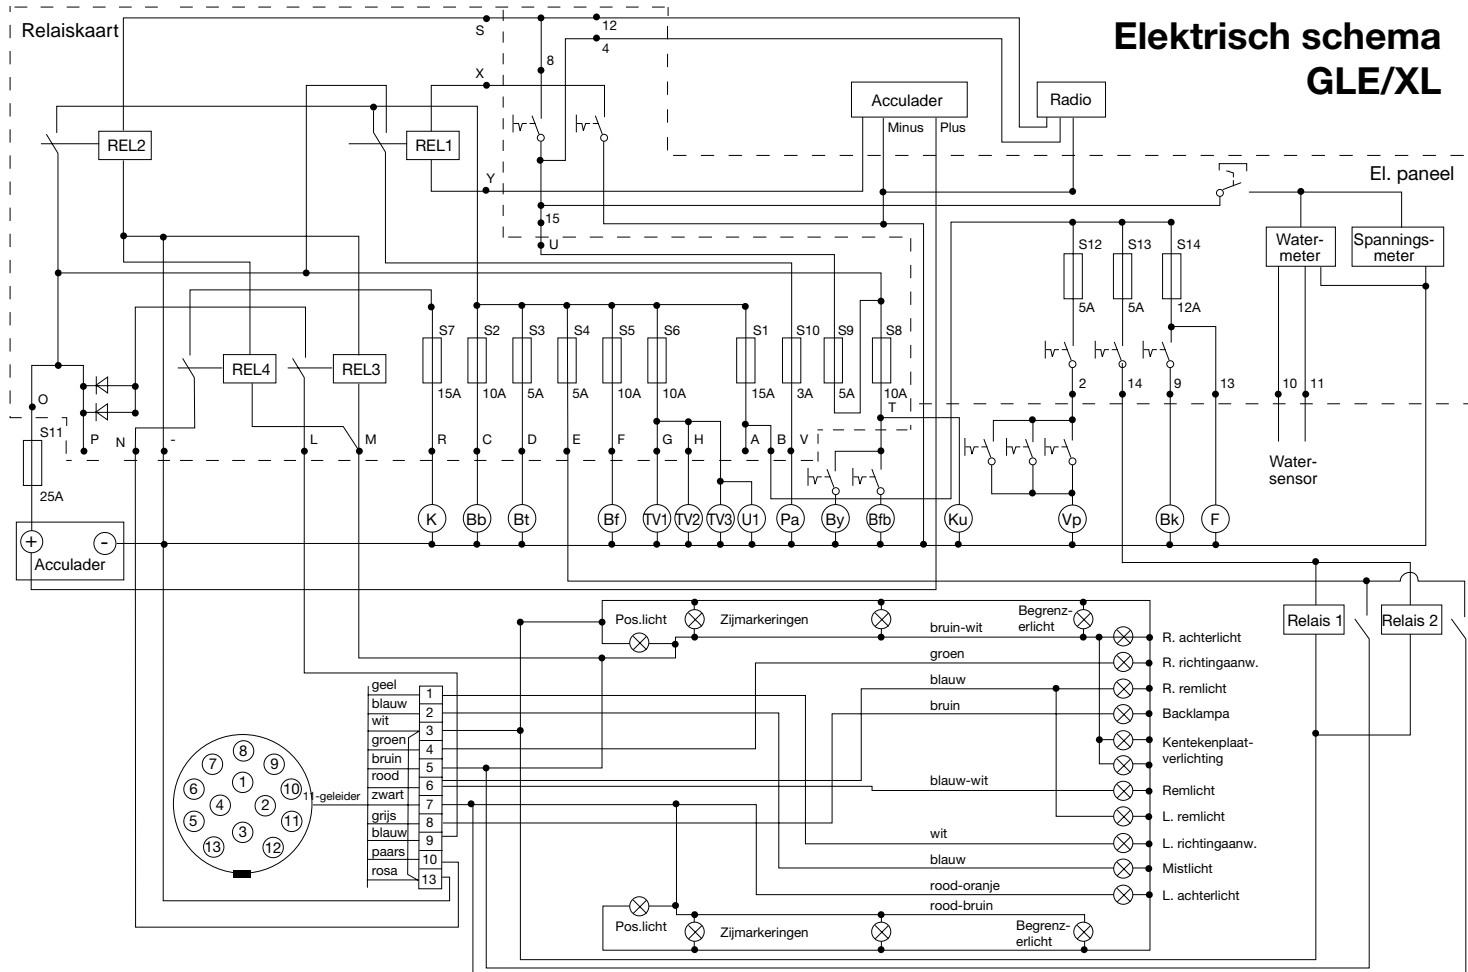 Relaiskaart
Elektrisch schema
GLE/XL
S
12
4
8
X
Acculader
Radio
Minus
Plus
REL2
REL1
Y
El. paneel
15
U
S12
S13
S14
Water-
meter
Spannings-
meter
5A
5A
12A
S7
S2
S3
S4
S5
S6
S1
S10
S9
S8
REL4
REL3
15A
10A
5A
5A
10A
10A
15A
3A
5A
10A
2
14
9
13
10
11
O
T
S11
P
N
-
L
M
R
C
D
E
F
G
H
A
B
V
25A
Water-
sensor
K
Bb
Bt
Bf
TV1
TV2
TV3
U1
Pa
By
Bfb
Ku
Vp
Bk
F
+
-
Acculader
Pos.licht
Zijmarkeringen
Begrenz-
erlicht
Relais 1
Relais 2
bruin-wit
R. achterlicht
groen
R. richtingaanw.
blauw
R. remlicht
bruin
Backlampa
Kentekenplaat-
verlichting
blauw-wit
Remlicht
L. remlicht
wit
L. richtingaanw.
blauw
Mistlicht
rood-oranje
L. achterlicht
rood-bruin
geel
1
blauw
2
wit
3
groen
4
bruin
5
rood
6
zwart
7
grijs
8
blauw
9
paars
10
rosa
13
11-geleider
8
7
9
1
6
10
4
2
5
11
3
13
12
Pos.licht
Zijmarkeringen
Begrenz-
erlicht